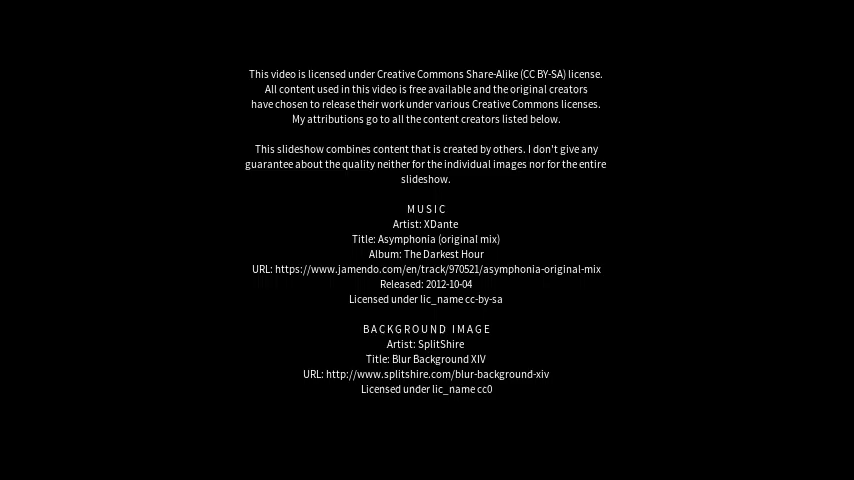 This video is licensed under Creative Commons Share-Alike (CC BY-SA) license.
All content used in this video is free available and the original creators
have chosen to release their work under various Creative Commons licenses.
My attributions go to all the content creators listed below.
This slideshow combines content that is created by others. I don't give any
guarantee about the quality neither for the individual images nor for the entire
slideshow.
MUSIC
Artist: XDante
Title: Asymphonia (original mix)
Album: The Darkest Hour
URL: https://www.jamendo.com/en/track/970521/asymphonia-original-mix
Released: 2012-10-04
Licensed under lic_name cc-by-sa
BACKGROUND IMAGE
Artist: SplitShire
Title: Blur Background XIV
URL: http://www.splitshire.com/blur-background-xiv
Licensed under lic_name cc0